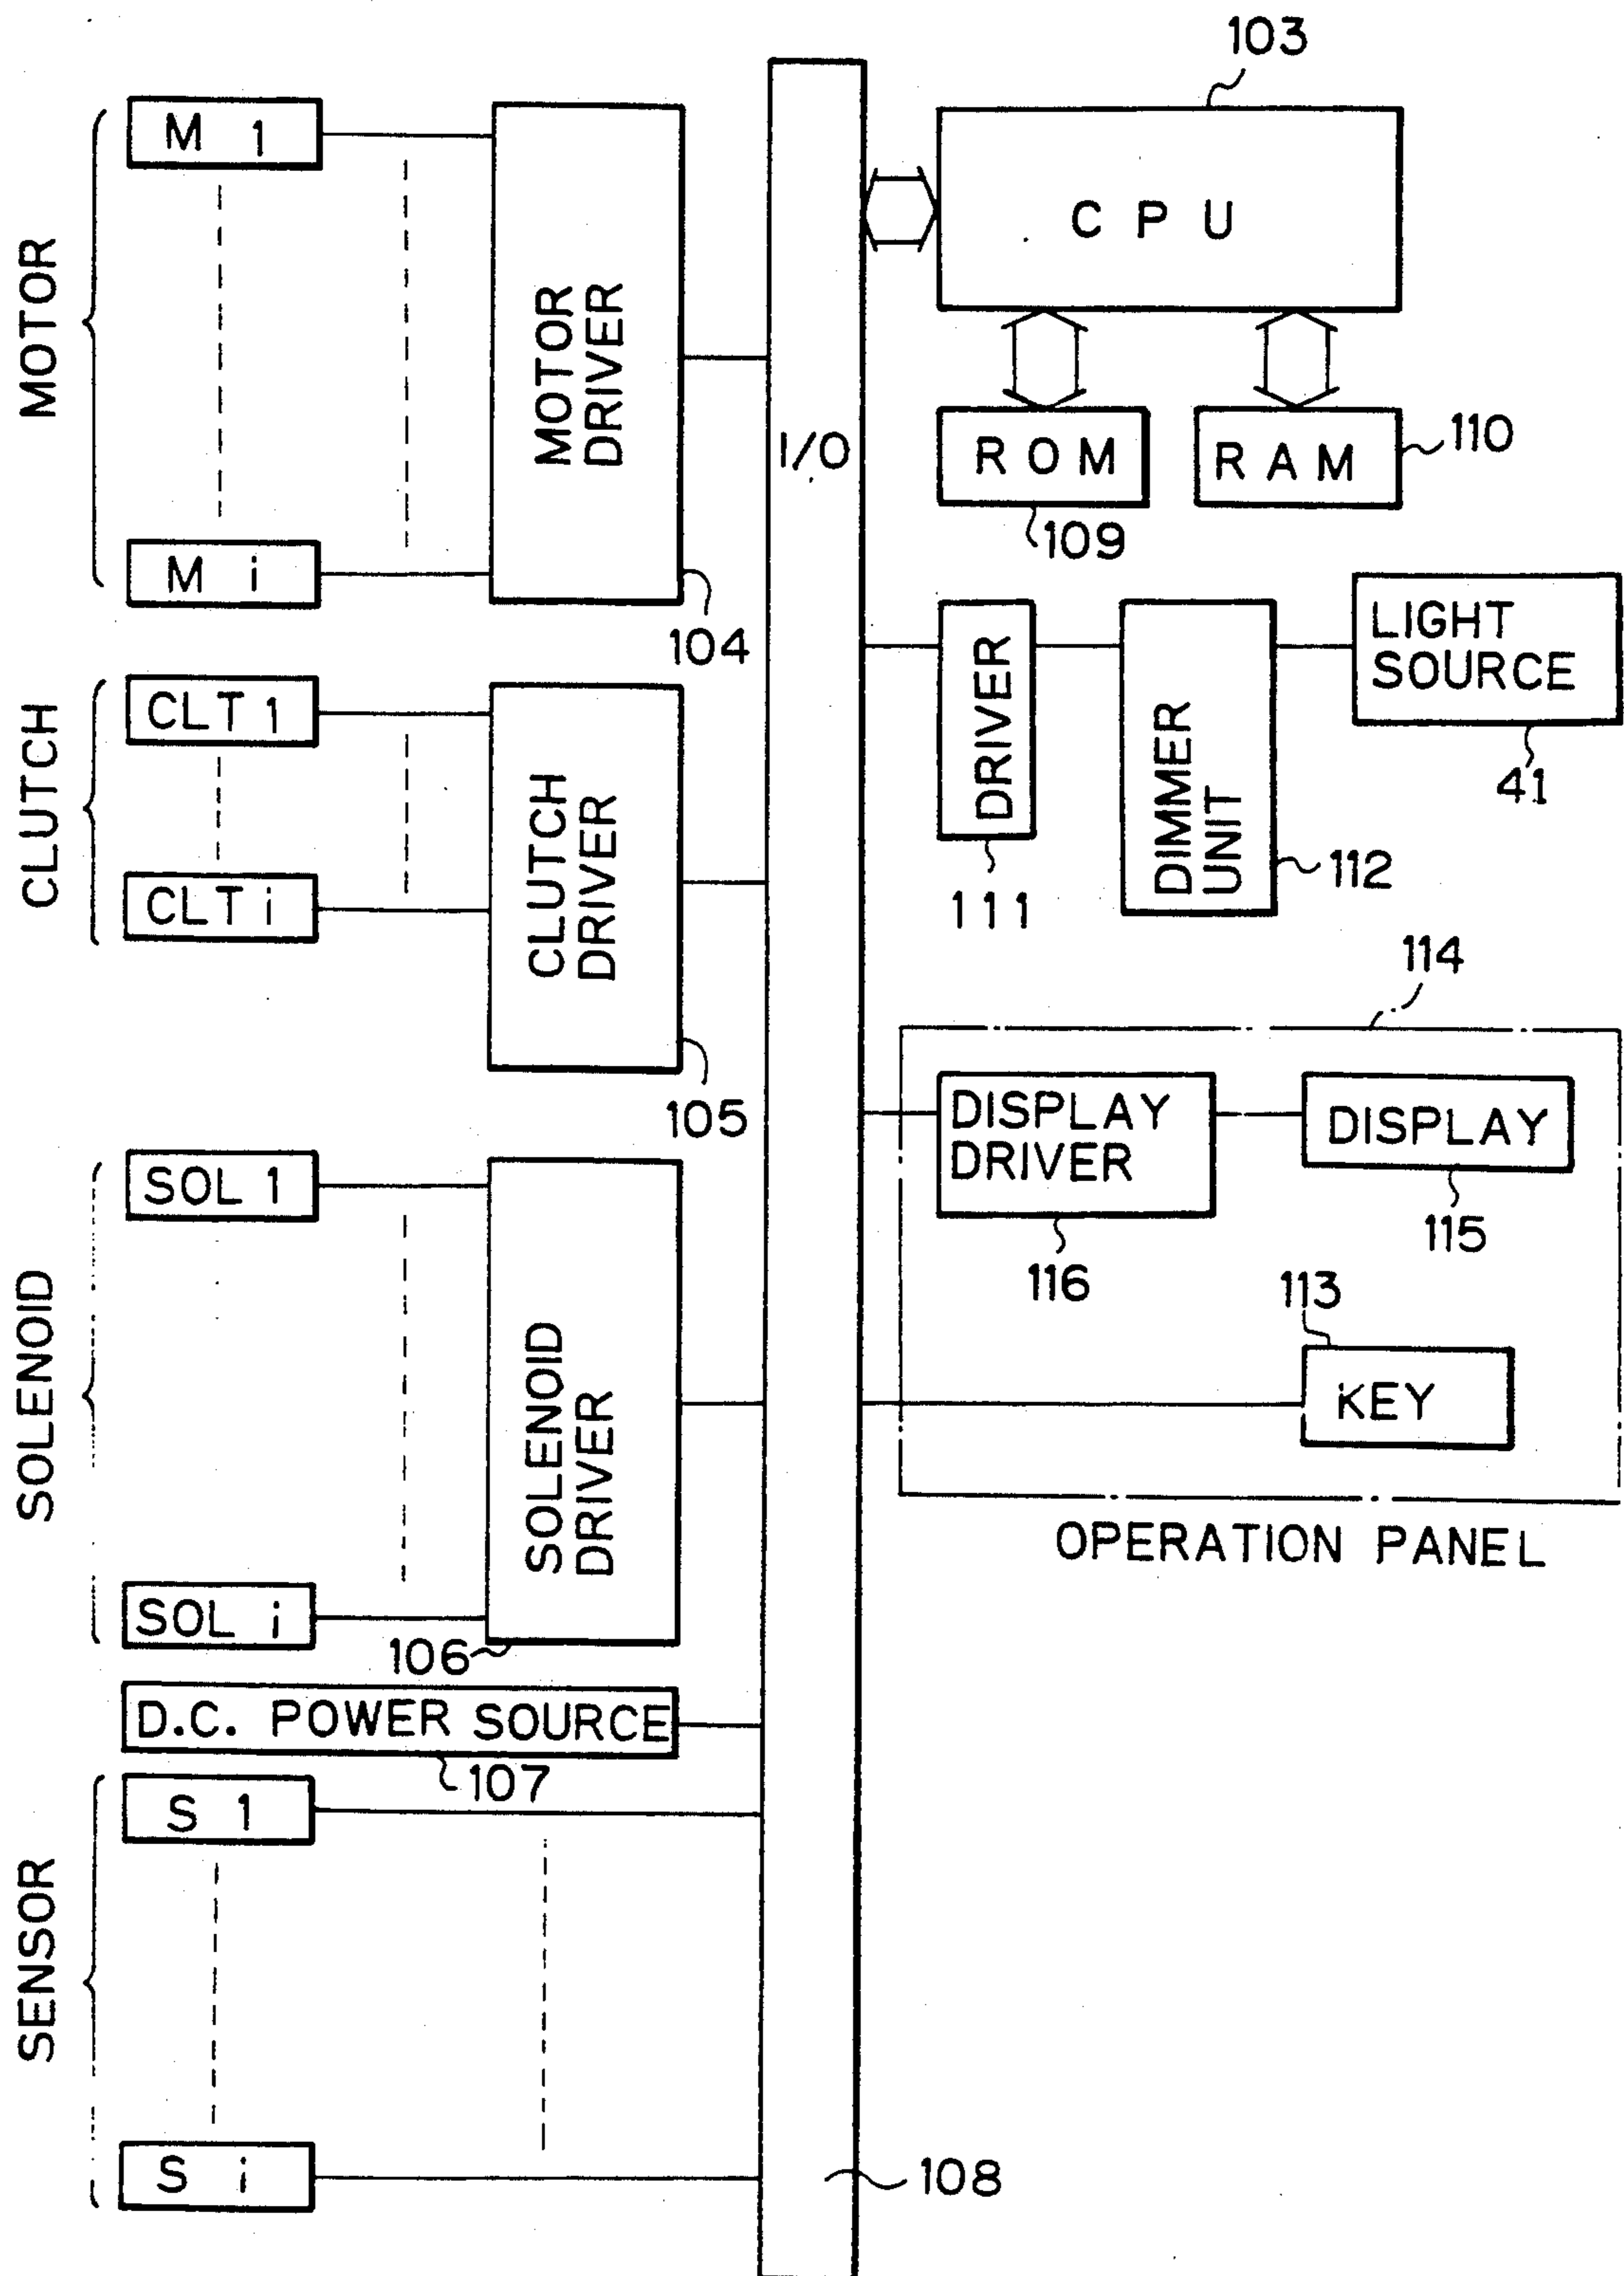 MOTOR
M 1
M i
MOTOR
DRIVER
104
CLUTCH
CLT 1
CLT i
CLUTCH
DRIVER
105
SOLENOID
SOL 1
SOL i
SOLENOID
DRIVER
106
D.C. POWER SOURCE
107
SENSOR
S 1
S i
I/O
108
103
CPU
ROM
109
RAM
110
DRIVER
111
DIMMER
UNIT
112
LIGHT
SOURCE
41
114
DISPLAY
DRIVER
116
DISPLAY
115
113
KEY
OPERATION PANEL